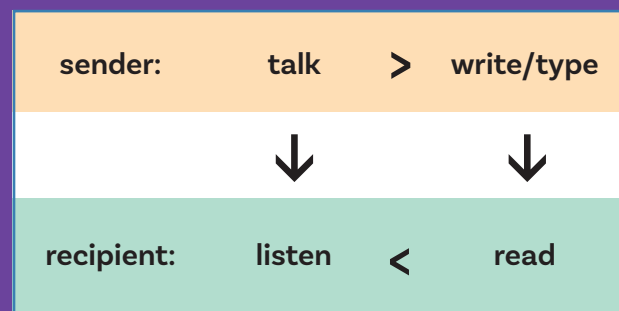 sender: talk > write/type
↓ ↓
recipient: listen < read